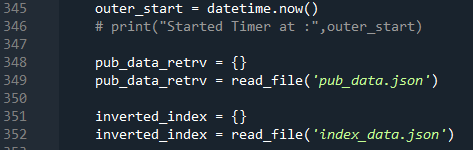 345 outer_start = datetime.now()
346 # print("Started Timer at :",outer_start)
347
348 pub_data_retrv = {}
349 pub_data_retrv = read_file('pub_data.json')
350
351 inverted_index = {}
352 inverted_index = read_file('index_data.json')